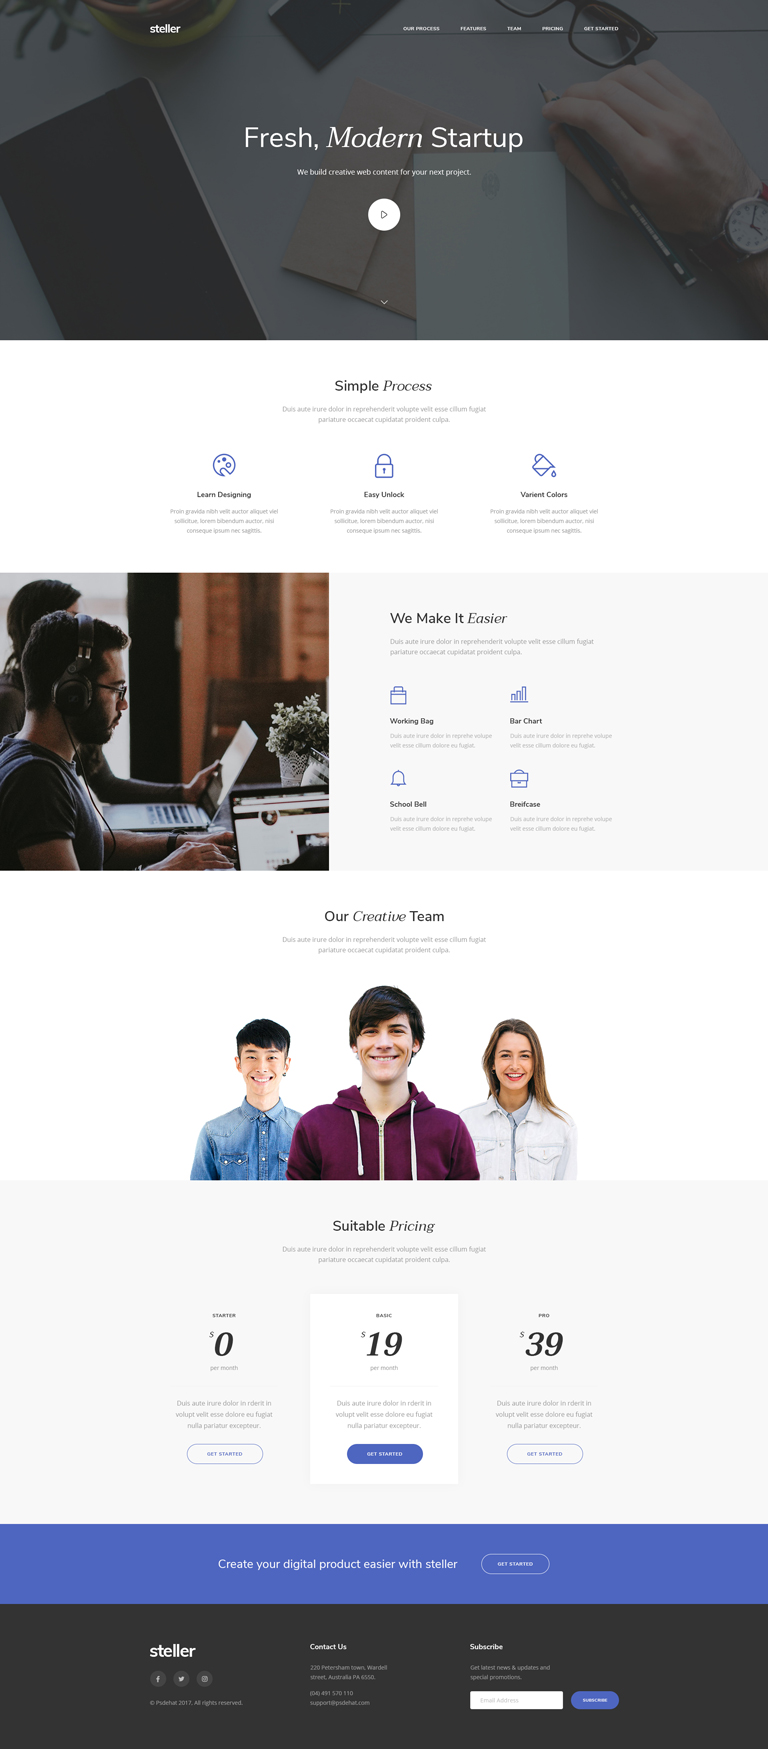 steller
OUR PROCESS FEATURES TEAM PRICING GET STARTED
Fresh, Modern Startup
We build creative web content for your next project.
Simple Process
Duis aute irure dolor in reprehenderit volupte velit esse cillum fugiat
pariature occaecat cupidatat proident culpa.
Learn Designing
Proin gravida nibh velit auctor aliquet viel
sollicitue, lorem bibendum auctor, nisi
conseque ipsum nec sagittis.
Easy Unlock
Proin gravida nibh velit auctor aliquet viel
sollicitue, lorem bibendum auctor, nisi
conseque ipsum nec sagittis.
Varient Colors
Proin gravida nibh velit auctor aliquet viel
sollicitue, lorem bibendum auctor, nisi
conseque ipsum nec sagittis.
We Make It Easier
Duis aute irure dolor in reprehenderit volupte velit esse cillum fugiat
pariature occaecat cupidatat proident culpa.
Working Bag
Duis aute irure dolor in reprehe volupe
velit esse cillum dolore eu fugiat.
Bar Chart
Duis aute irure dolor in reprehe volupe
velit esse cillum dolore eu fugiat.
School Bell
Duis aute irure dolor in reprehe volupe
velit esse cillum dolore eu fugiat.
Breifcase
Duis aute irure dolor in reprehe volupe
velit esse cillum dolore eu fugiat.
Our Creative Team
Duis aute irure dolor in reprehenderit volupte velit esse cillum fugiat
pariature occaecat cupidatat proident culpa.
Suitable Pricing
Duis aute irure dolor in reprehenderit volupte velit esse cillum fugiat
pariature occaecat cupidatat proident culpa.
STARTER
$0
per month
Duis aute irure dolor in rderit in
volupt velit esse dolore eu fugiat
nulla pariatur excepteur.
GET STARTED
BASIC
$19
per month
Duis aute irure dolor in rderit in
volupt velit esse dolore eu fugiat
nulla pariatur excepteur.
GET STARTED
PRO
$39
per month
Duis aute irure dolor in rderit in
volupt velit esse dolore eu fugiat
nulla pariatur excepteur.
GET STARTED
Create your digital product easier with steller
GET STARTED
steller
© Psdehat 2017, All rights reserved.
Contact Us
220 Petersham town, Wardell
street, Australia PA 6550.
(04) 491 570 110
support@psdehat.com
Subscribe
Get latest news & updates and
special promotions.
Email Address
SUBSCRIBE